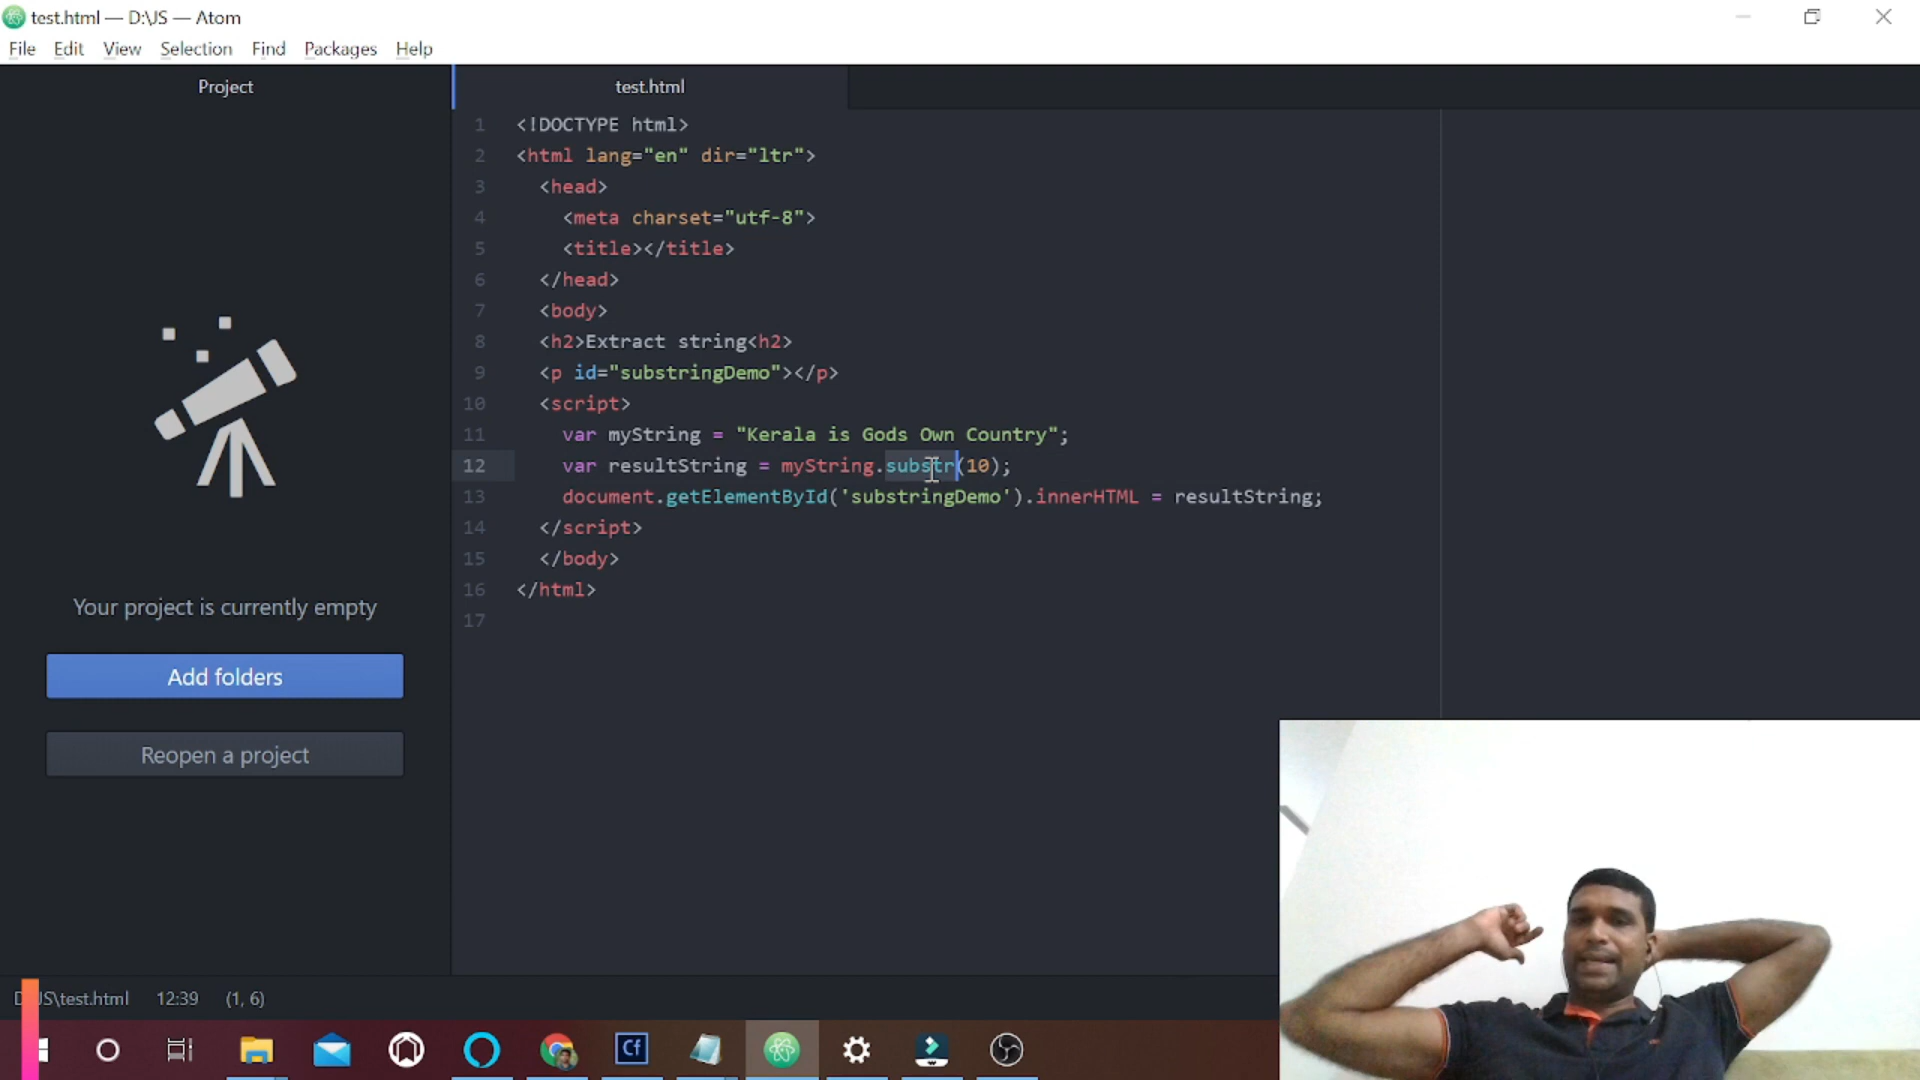 test.html — D:\JS — Atom
File Edit View Selection Find Packages Help
Project
test.html
1 <!DOCTYPE html>
2 <html lang="en" dir="ltr">
3 <head>
4 <meta charset="utf-8">
5 <title></title>
6 </head>
7 <body>
8 <h2>Extract string<h2>
9 <p id="substringDemo"></p>
10 <script>
11 var myString = "Kerala is Gods Own Country";
12 var resultString = myString.substr(10);
13 document.getElementById('substringDemo').innerHTML = resultString;
14 </script>
15 </body>
16 </html>
17
Your project is currently empty
Add folders
Reopen a project
JS\test.html 12:39 (1, 6)
Cf